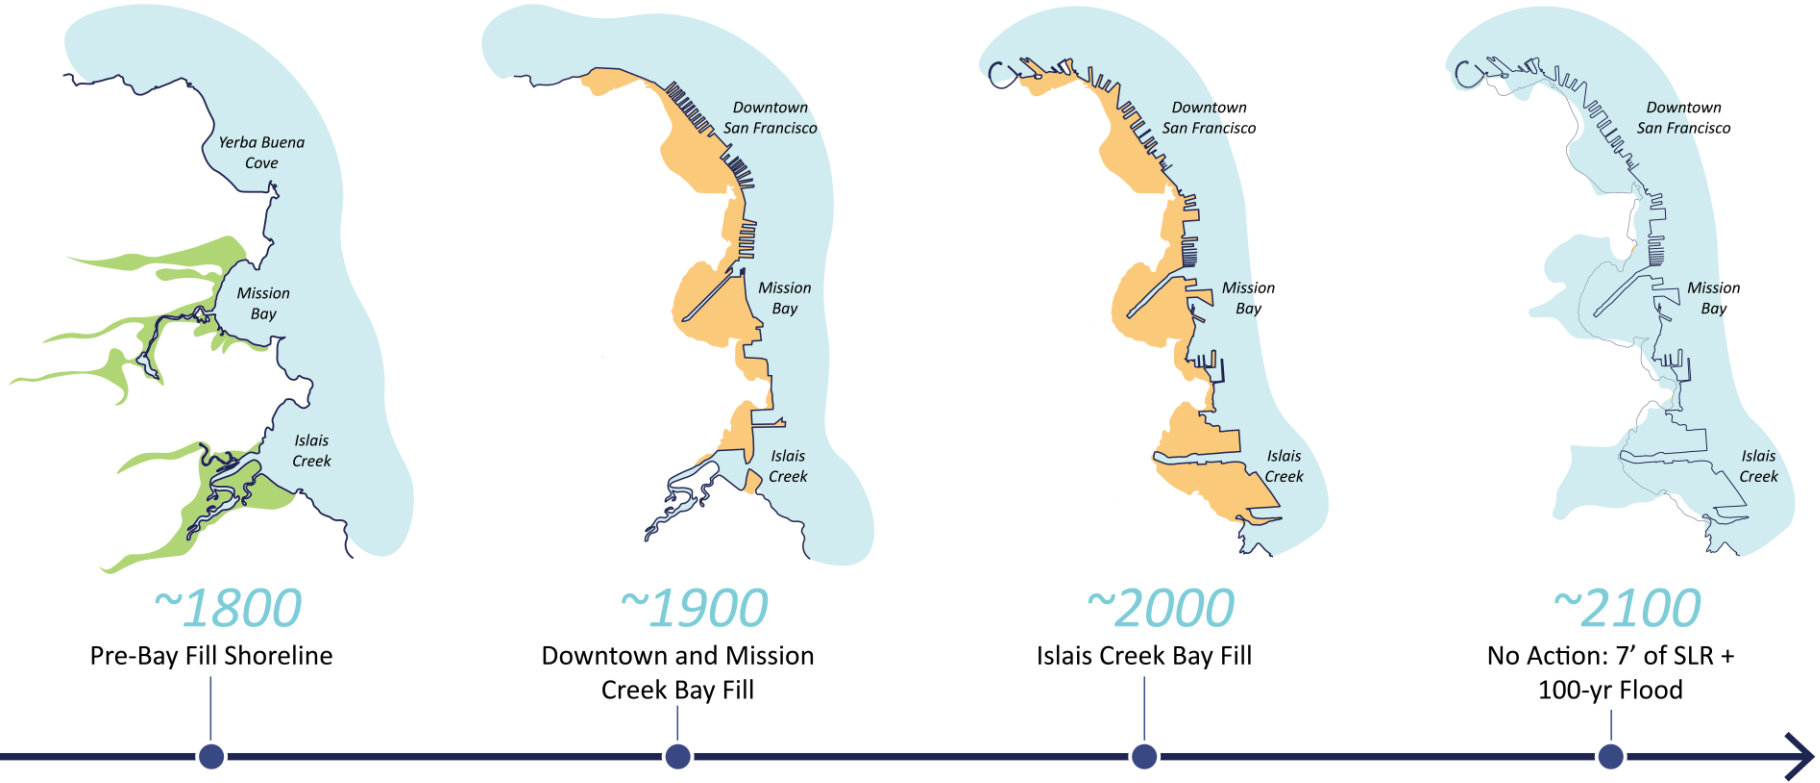 Yerba Buena
Cove
Mission
Bay
Islais
Creek
~1800
Pre-Bay Fill Shoreline
Downtown
San Francisco
Mission
Bay
Islais
Creek
~1900
Downtown and Mission
Creek Bay Fill
Downtown
San Francisco
Mission
Bay
Islais
Creek
~2000
Islais Creek Bay Fill
Downtown
San Francisco
Mission
Bay
Islais
Creek
~2100
No Action: 7’ of SLR +
100-yr Flood